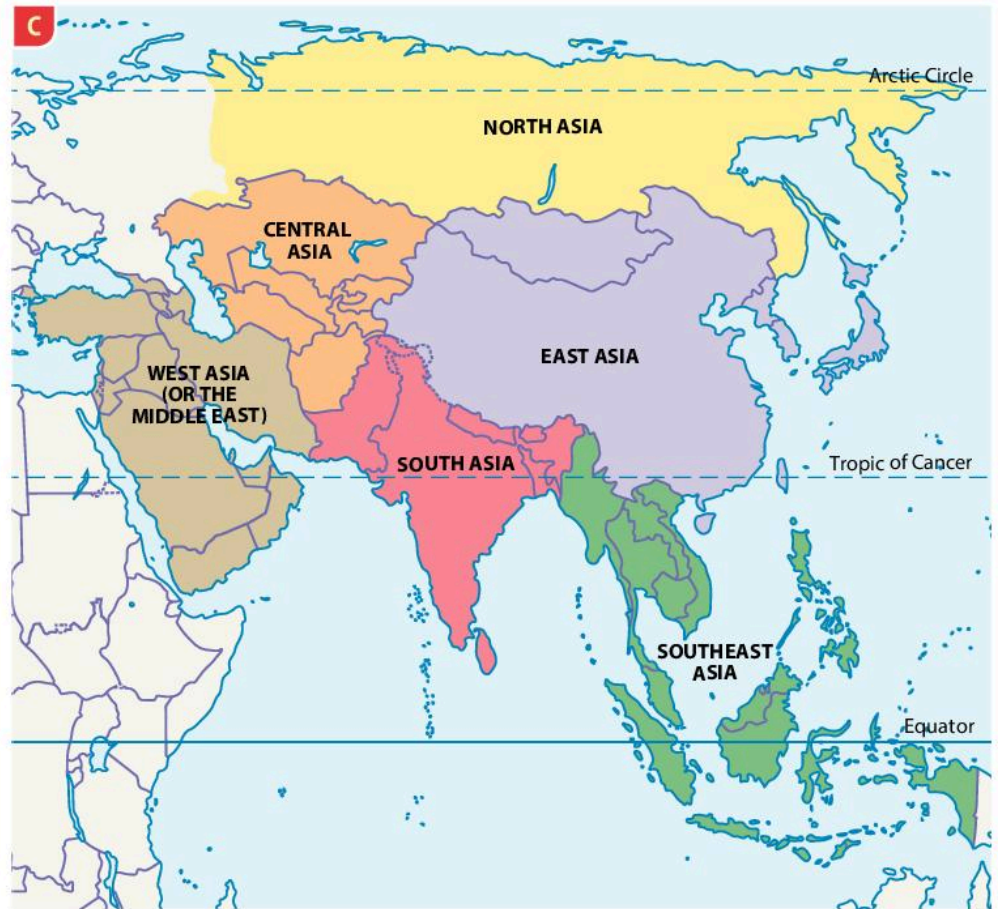 C
Arctic Circle
NORTH ASIA
CENTRAL
ASIA
EAST ASIA
WEST ASIA
(OR THE
MIDDLE EAST)
SOUTH ASIA
Tropic of Cancer
SOUTHEAST
ASIA
Equator